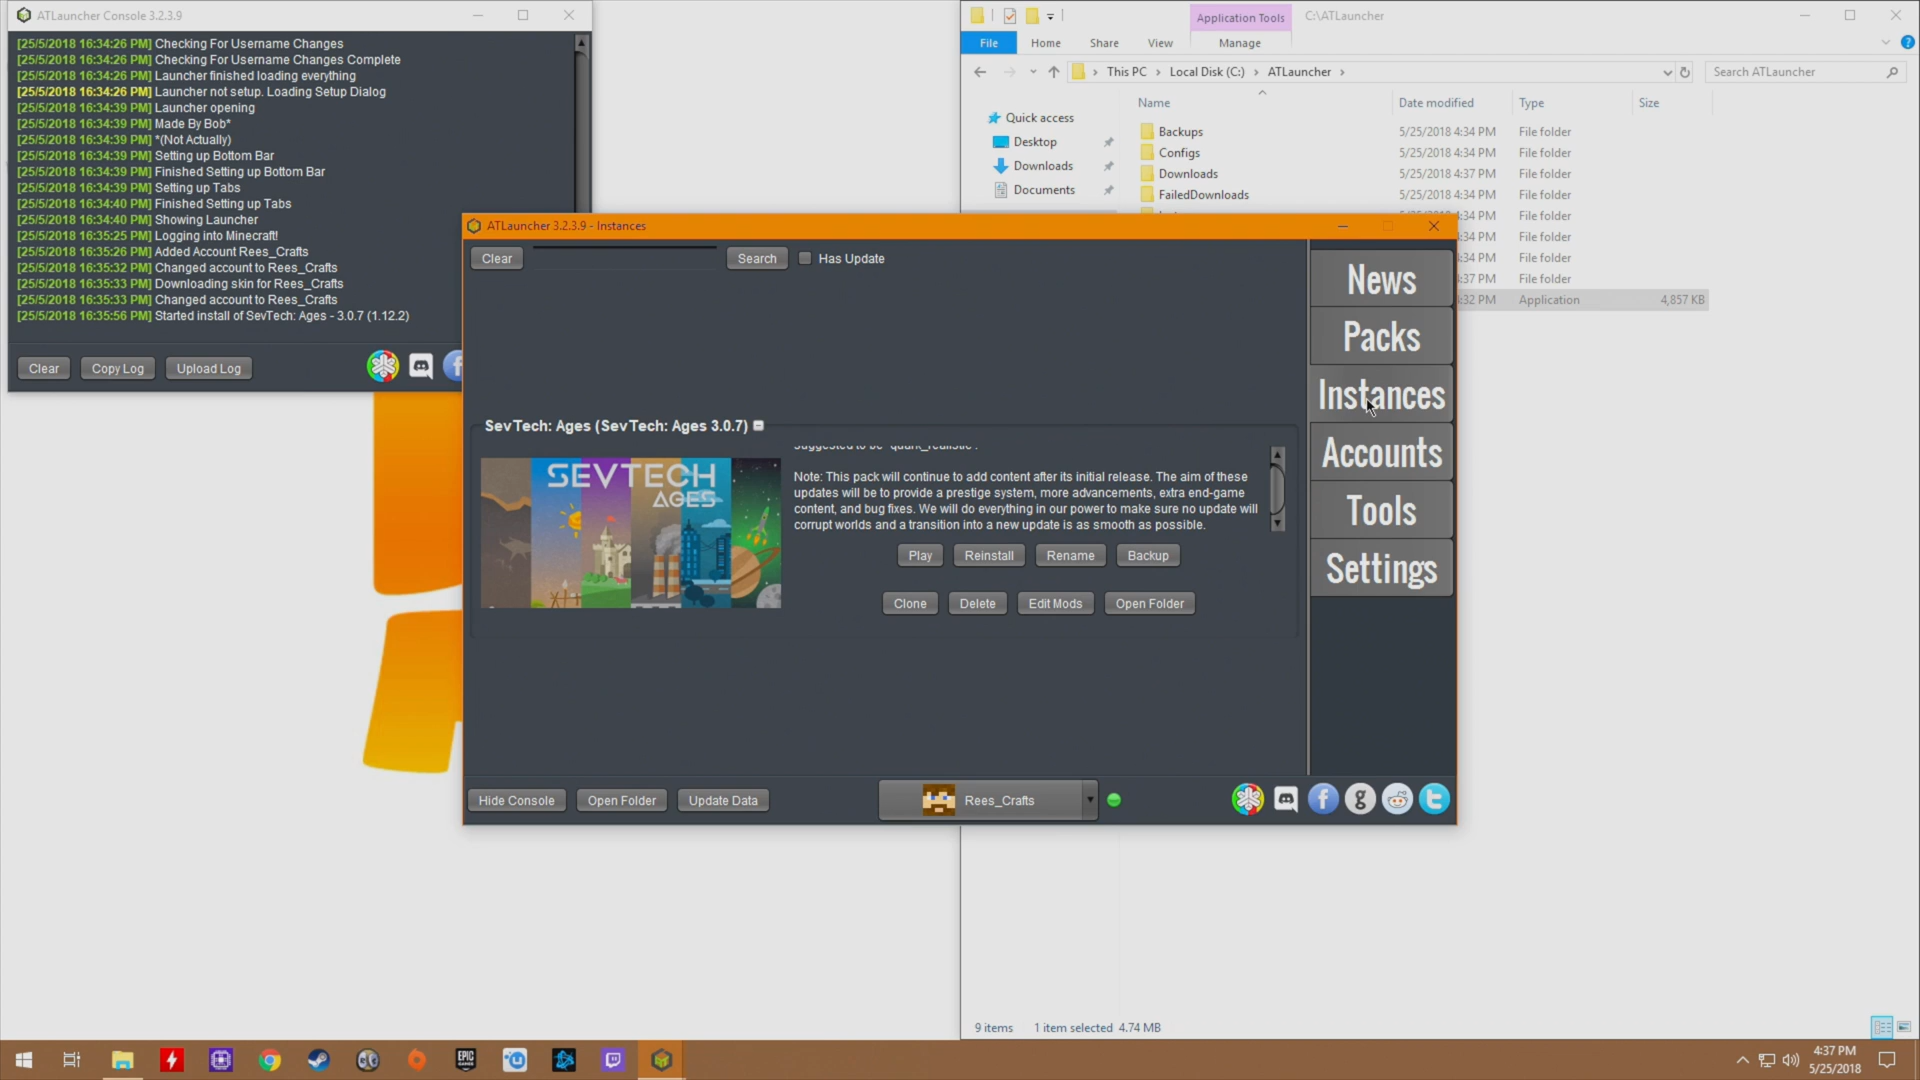 ATLauncher Console 3.2.3.9
[25/5/2018 16:34:26 PM] Checking For Username Changes
[25/5/2018 16:34:26 PM] Checking For Username Changes Complete
[25/5/2018 16:34:26 PM] Launcher finished loading everything
[25/5/2018 16:34:26 PM] Launcher not setup. Loading Setup Dialog
[25/5/2018 16:34:39 PM] Launcher opening
[25/5/2018 16:34:39 PM] Made By Bob*
[25/5/2018 16:34:39 PM] *(Not Actually)
[25/5/2018 16:34:39 PM] Setting up Bottom Bar
[25/5/2018 16:34:39 PM] Finished Setting up Bottom Bar
[25/5/2018 16:34:39 PM] Setting up Tabs
[25/5/2018 16:34:40 PM] Finished Setting up Tabs
[25/5/2018 16:34:40 PM] Showing Launcher
[25/5/2018 16:35:25 PM] Logging into Minecraft!
[25/5/2018 16:35:26 PM] Added Account Rees_Crafts
[25/5/2018 16:35:32 PM] Changed account to Rees_Crafts
[25/5/2018 16:35:33 PM] Downloading skin for Rees_Crafts
[25/5/2018 16:35:33 PM] Changed account to Rees_Crafts
[25/5/2018 16:35:56 PM] Started install of SevTech: Ages - 3.0.7 (1.12.2)
Clear Copy Log Upload Log
Application Tools C:\ATLauncher
File Home Share View Manage
This PC Local Disk (C:) ATLauncher
Search ATLauncher
Name Date modified Type Size
Quick access
Desktop
Downloads
Documents
Backups 5/25/2018 4:34 PM File folder
Configs 5/25/2018 4:34 PM File folder
Downloads 5/25/2018 4:37 PM File folder
FailedDownloads 5/25/2018 4:34 PM File folder
:34 PM File folder
:34 PM File folder
:34 PM File folder
:37 PM File folder
:32 PM Application 4,857 KB
ATLauncher 3.2.3.9 - Instances
Clear Search Has Update
SevTech: Ages (SevTech: Ages 3.0.7)
SEVTECH
AGES
suggested to be "quark_realistic".
Note: This pack will continue to add content after its initial release. The aim of these
updates will be to provide a prestige system, more advancements, extra end-game
content, and bug fixes. We will do everything in our power to make sure no update will
corrupt worlds and a transition into a new update is as smooth as possible.
Play Reinstall Rename Backup
Clone Delete Edit Mods Open Folder
News
Packs
Instances
Accounts
Tools
Settings
Hide Console Open Folder Update Data Rees_Crafts
9 items 1 item selected 4.74 MB
EPIC
GAMES
4:37 PM
5/25/2018